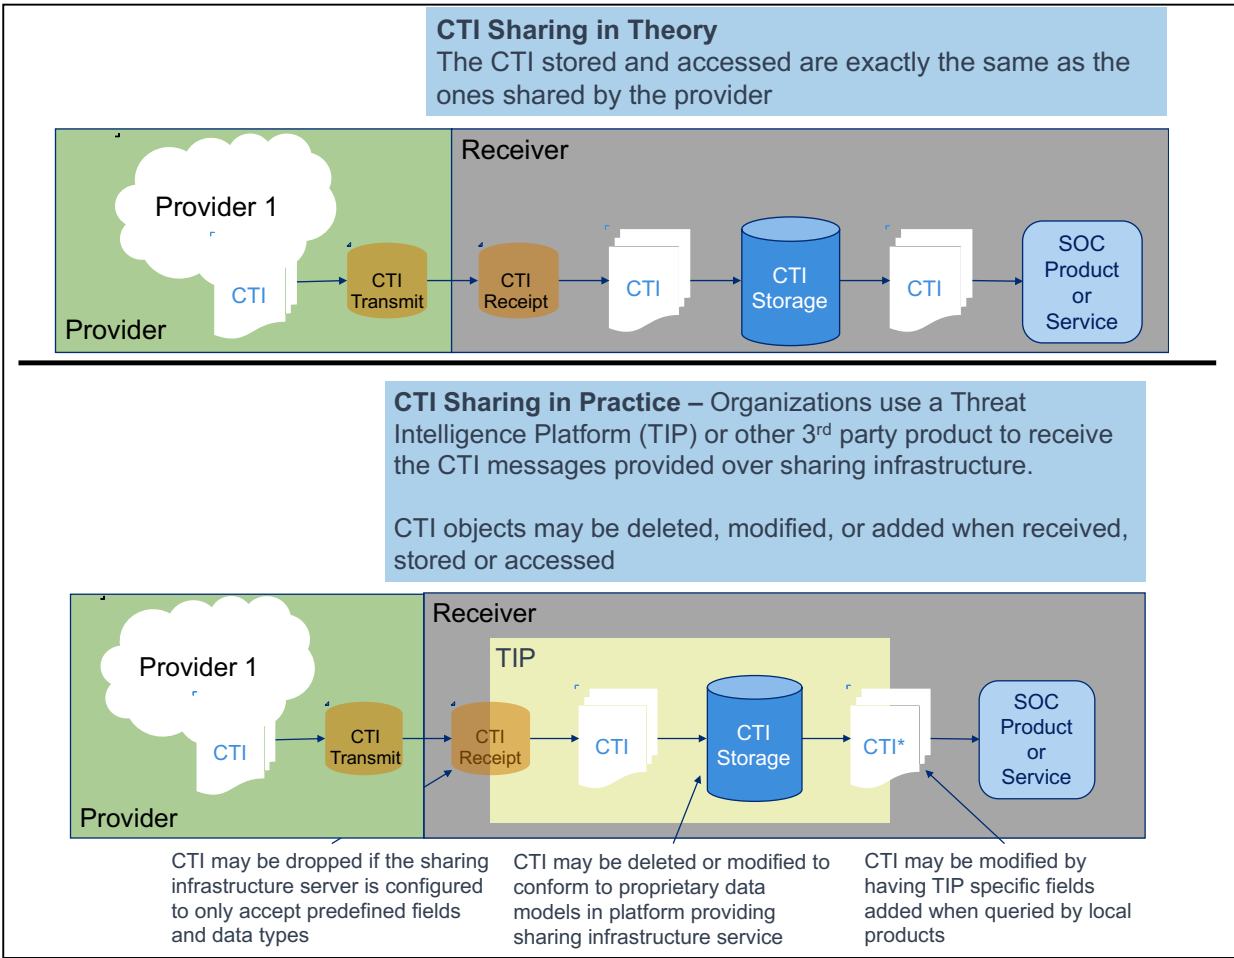 CTI Sharing in Theory
The CTI stored and accessed are exactly the same as the
ones shared by the provider
Receiver
Provider 1
CTI
CTI
Transmit
CTI
Receipt
CTI
CTI
Storage
CTI
SOC
Product
or
Service
Provider
CTI Sharing in Practice – Organizations use a Threat
Intelligence Platform (TIP) or other 3rd party product to receive
the CTI messages provided over sharing infrastructure.
CTI objects may be deleted, modified, or added when received,
stored or accessed
Receiver
TIP
Provider 1
CTI
CTI
Transmit
CTI
Receipt
CTI
CTI
Storage
CTI*
SOC
Product
or
Service
Provider
CTI may be dropped if the sharing
infrastructure server is configured
to only accept predefined fields
and data types
CTI may be deleted or modified to
conform to proprietary data
models in platform providing
sharing infrastructure service
CTI may be modified by
having TIP specific fields
added when queried by local
products